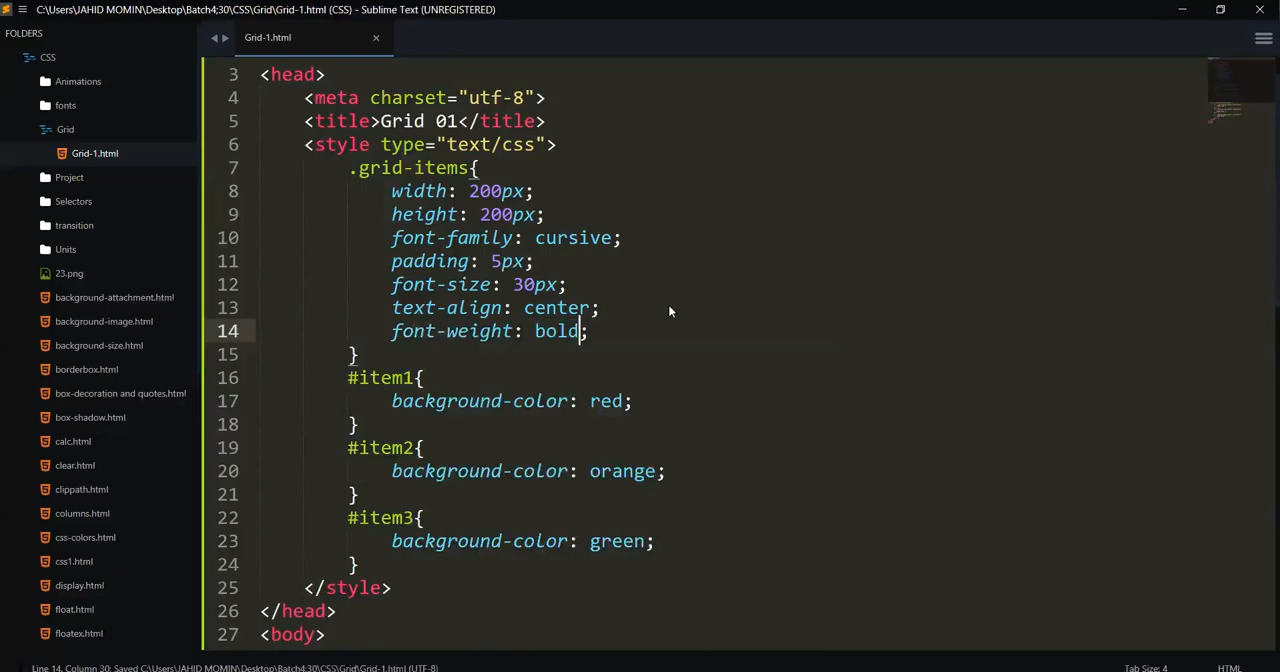 C:\Users\JAHID MOMIN\Desktop\Batch4;30\CSS\Grid\Grid-1.html (CSS) - Sublime Text (UNREGISTERED)
FOLDERS
CSS
Animations
fonts
Grid
Grid-1.html
Project
Selectors
transition
Units
23.png
background-attachment.html
background-image.html
background-size.html
borderbox.html
box-decoration and quotes.html
box-shadow.html
calc.html
clear.html
clippath.html
columns.html
css-colors.html
css1.html
display.html
float.html
floatex.html
Grid-1.html
3 <head>
4 <meta charset="utf-8">
5 <title>Grid 01</title>
6 <style type="text/css">
7 .grid-items{
8 width: 200px;
9 height: 200px;
10 font-family: cursive;
11 padding: 5px;
12 font-size: 30px;
13 text-align: center;
14 font-weight: bold;
15 }
16 #item1{
17 background-color: red;
18 }
19 #item2{
20 background-color: orange;
21 }
22 #item3{
23 background-color: green;
24 }
25 </style>
26 </head>
27 <body>
Line 14, Column 30; Saved C:\Users\JAHID MOMIN\Desktop\Batch4;30\CSS\Grid\Grid-1.html (UTF-8)
Tab Size: 4
HTML